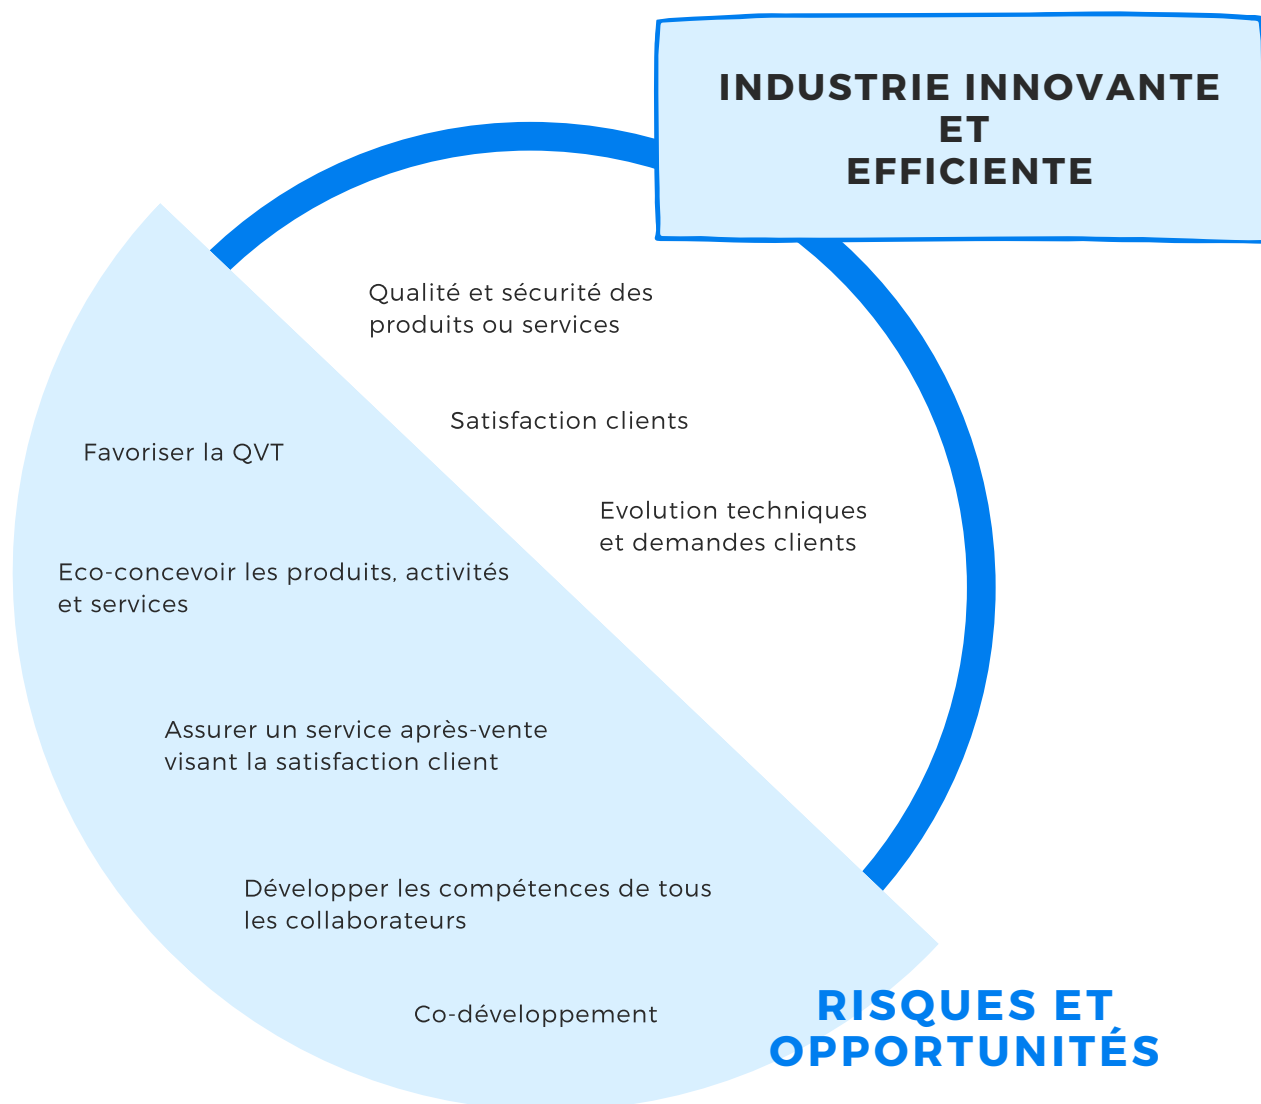 INDUSTRIE INNOVANTE
ET
EFFICIENTE
Qualité et sécurité des
produits ou services
Satisfaction clients
Evolution techniques
et demandes clients
Favoriser la QVT
Eco-concevoir les produits, activités
et services
Assurer un service après-vente
visant la satisfaction client
Développer les compétences de tous
les collaborateurs
Co-développement
RISQUES ET
OPPORTUNITÉS